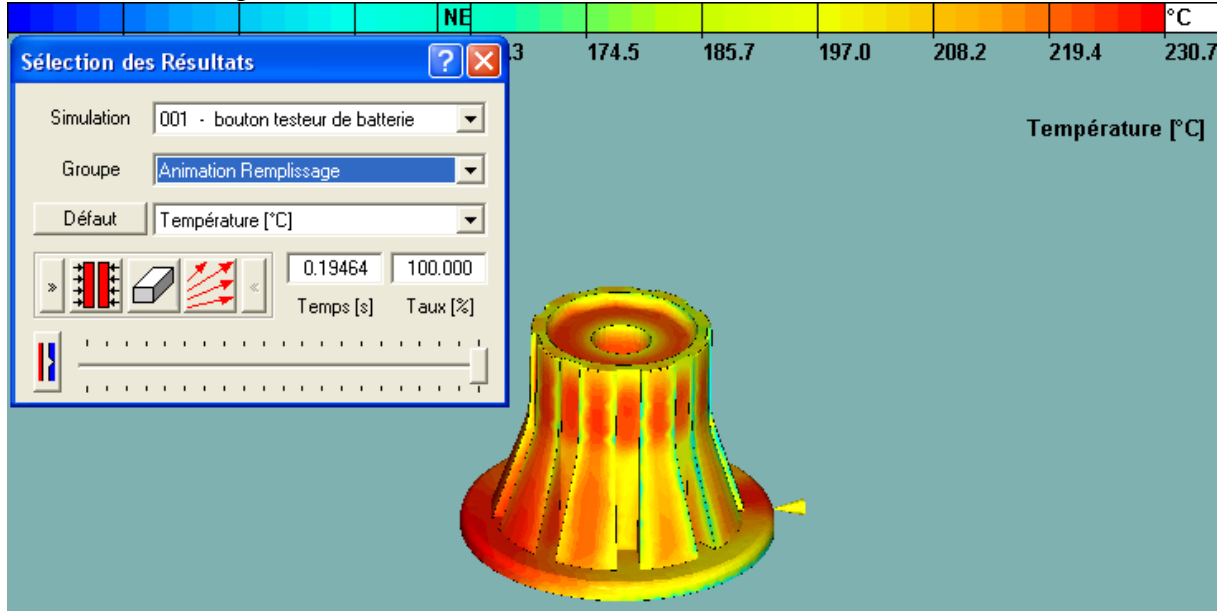 NE °C
.3 174.5 185.7 197.0 208.2 219.4 230.7
Sélection des Résultats
Température [°C]
Simulation 001 - bouton testeur de batterie
Groupe Animation Remplissage
Défaut Température [°C]
» « 0.19464 100.000
Temps [s] Taux [%]